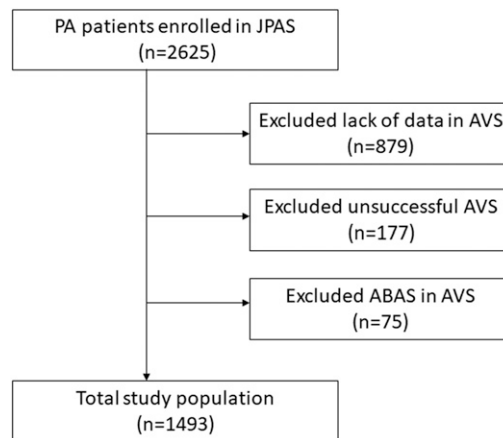 PA patients enrolled in JPAS
(n=2625)
Excluded lack of data in AVS
(n=879)
Excluded unsuccessful AVS
(n=177)
Excluded ABAS in AVS
(n=75)
Total study population
(n=1493)